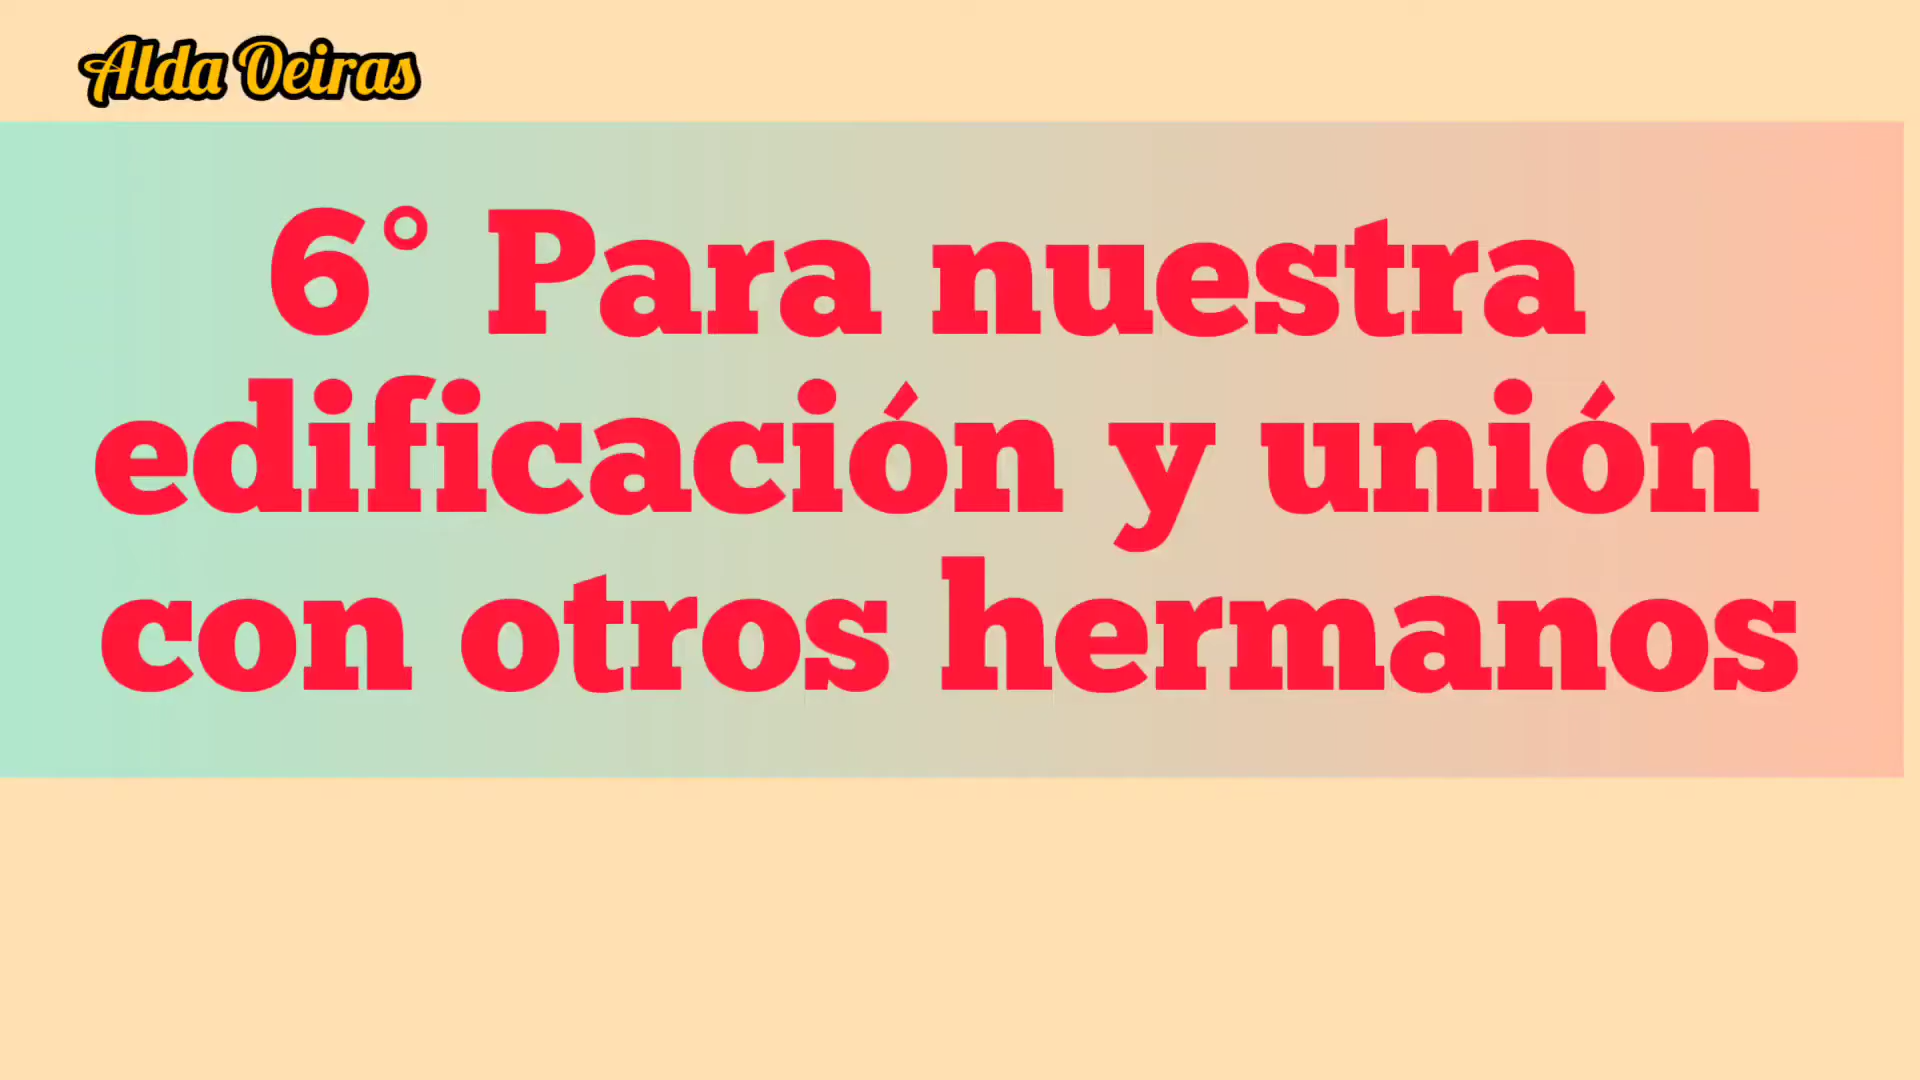 Alda Oeiras
6° Para nuestra
edificación y unión
con otros hermanos